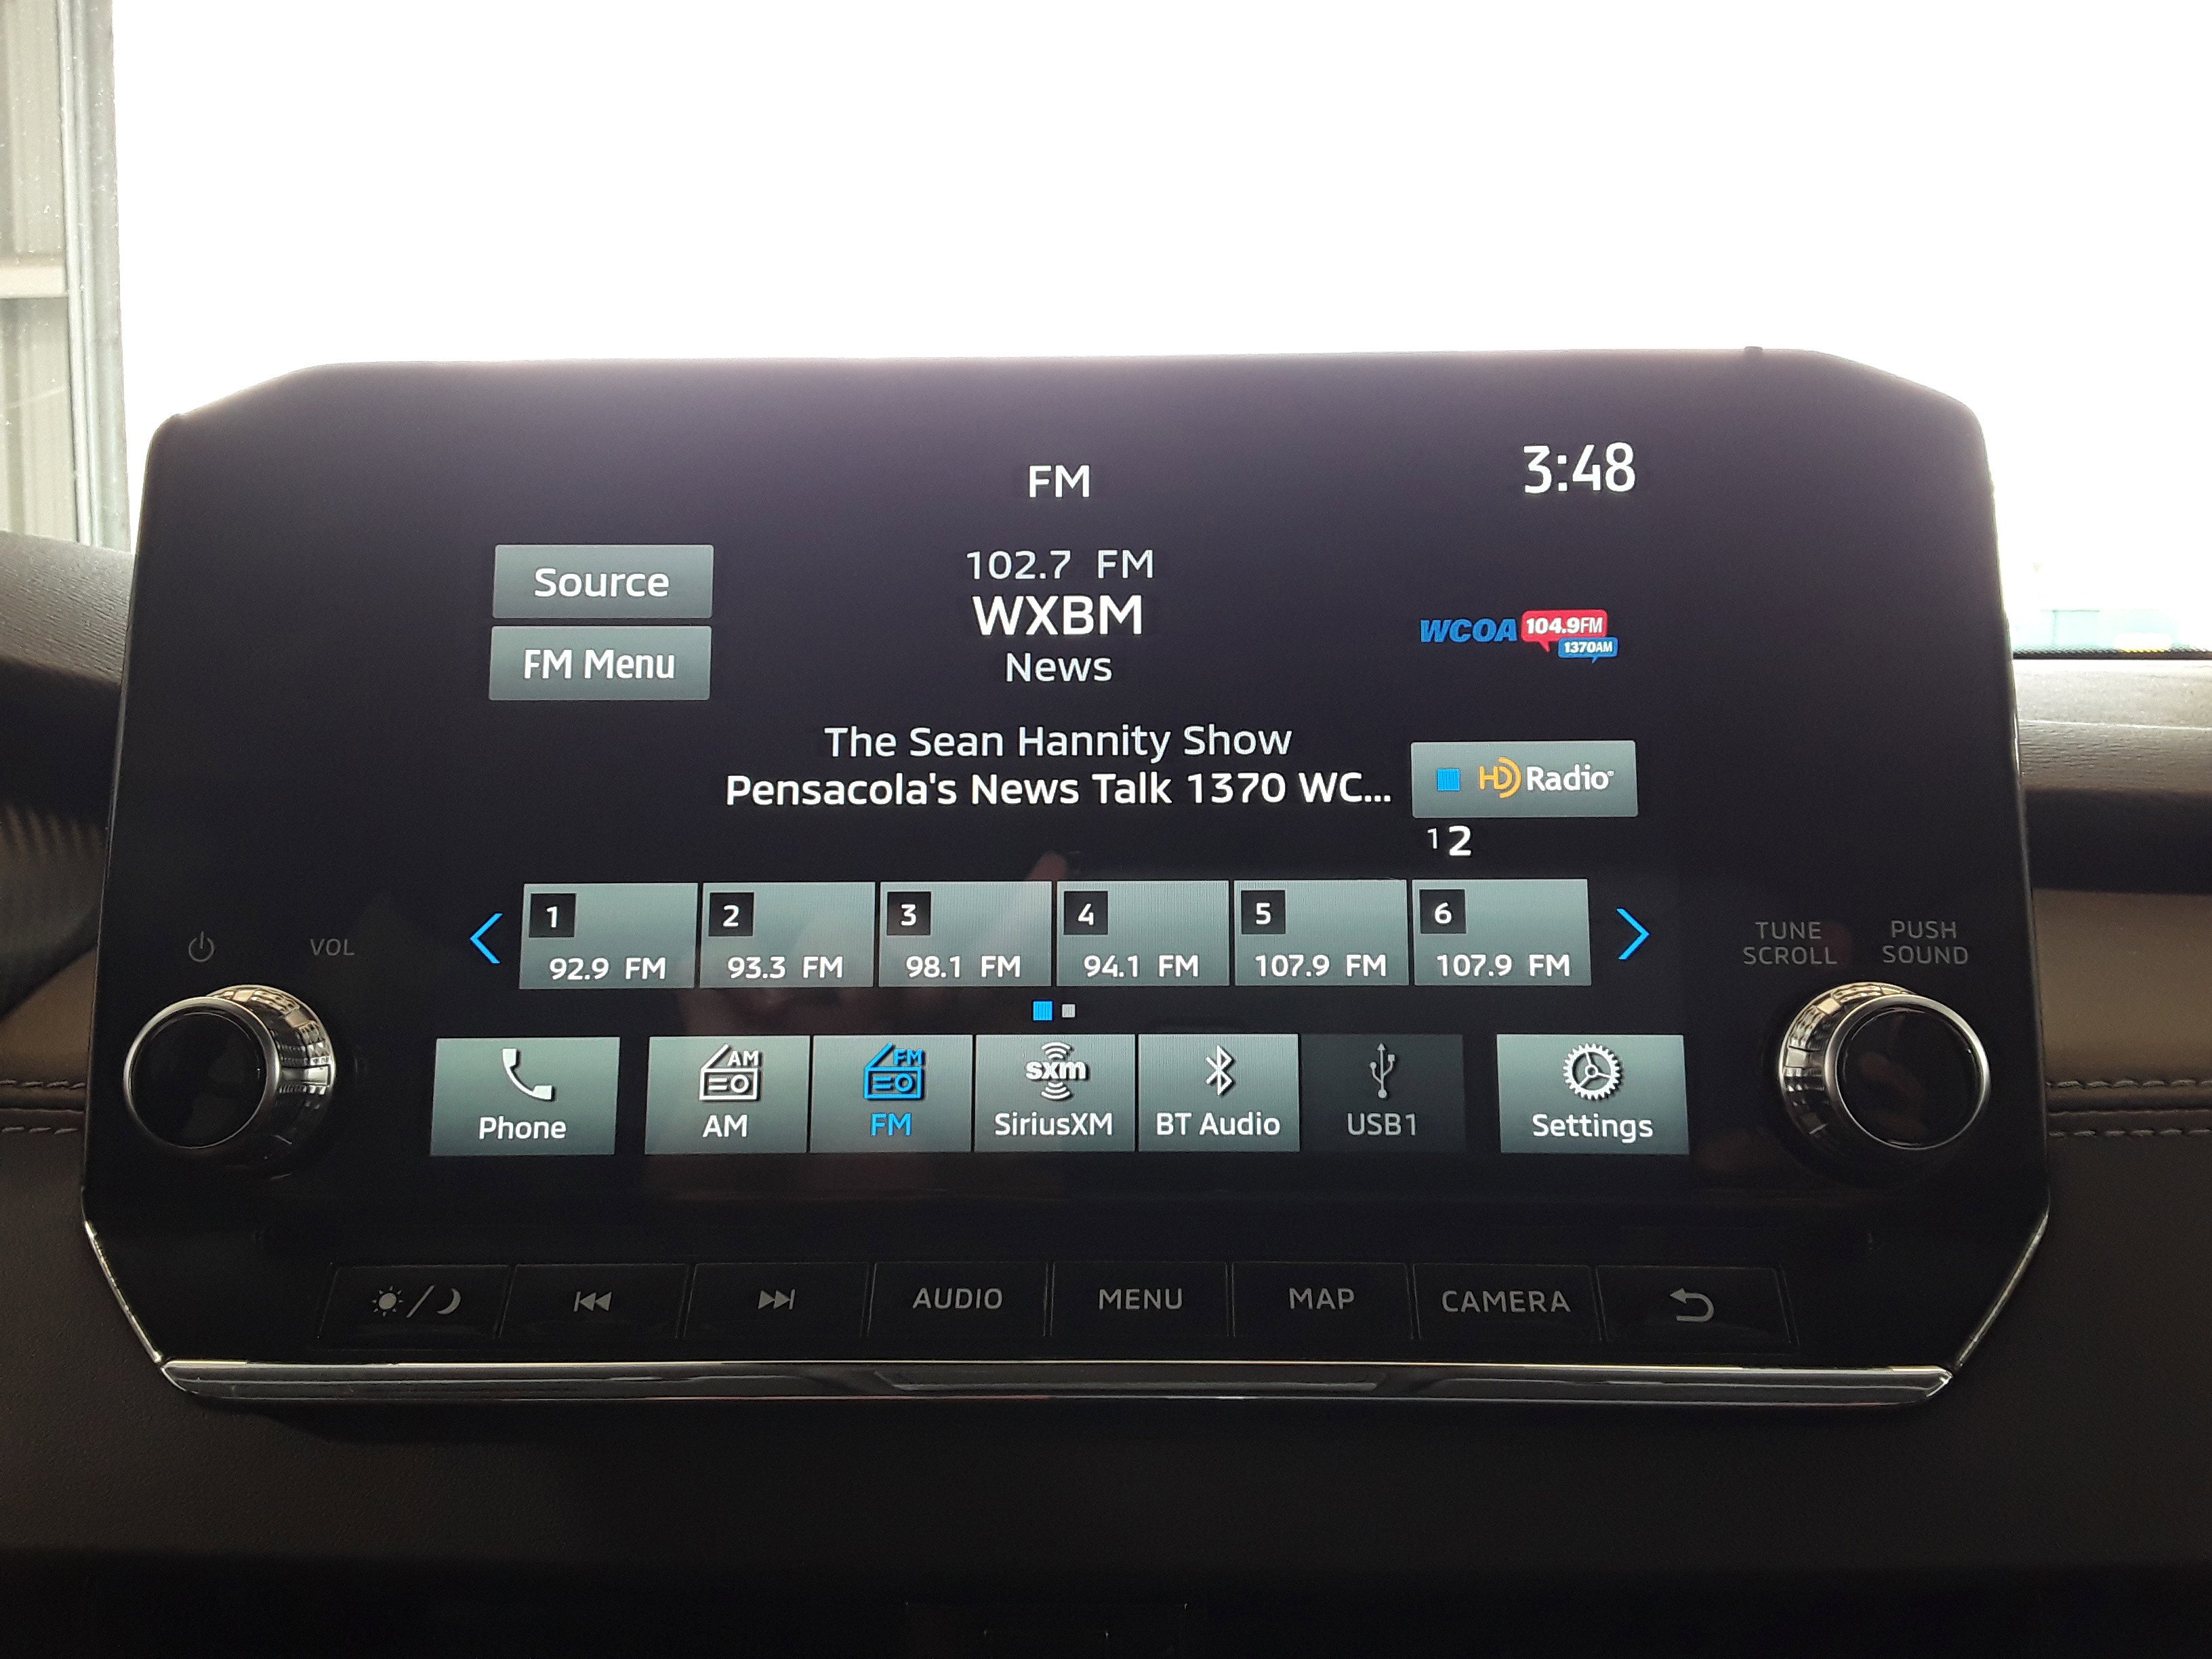 FM
3:48
Source
102.7 FM
WXBM
FM Menu
News
WCOA 104.9FM
1370AM
The Sean Hannity Show
Pensacola's News Talk 1370 WC...
HD Radio
1 2
1 2 3 4 5 6
92.9 FM 93.3 FM 98.1 FM 94.1 FM 107.9 FM 107.9 FM
VOL
TUNE SCROLL
PUSH SOUND
AM FM sxm
Phone AM FM SiriusXM BT Audio USB1 Settings
AUDIO MENU MAP CAMERA